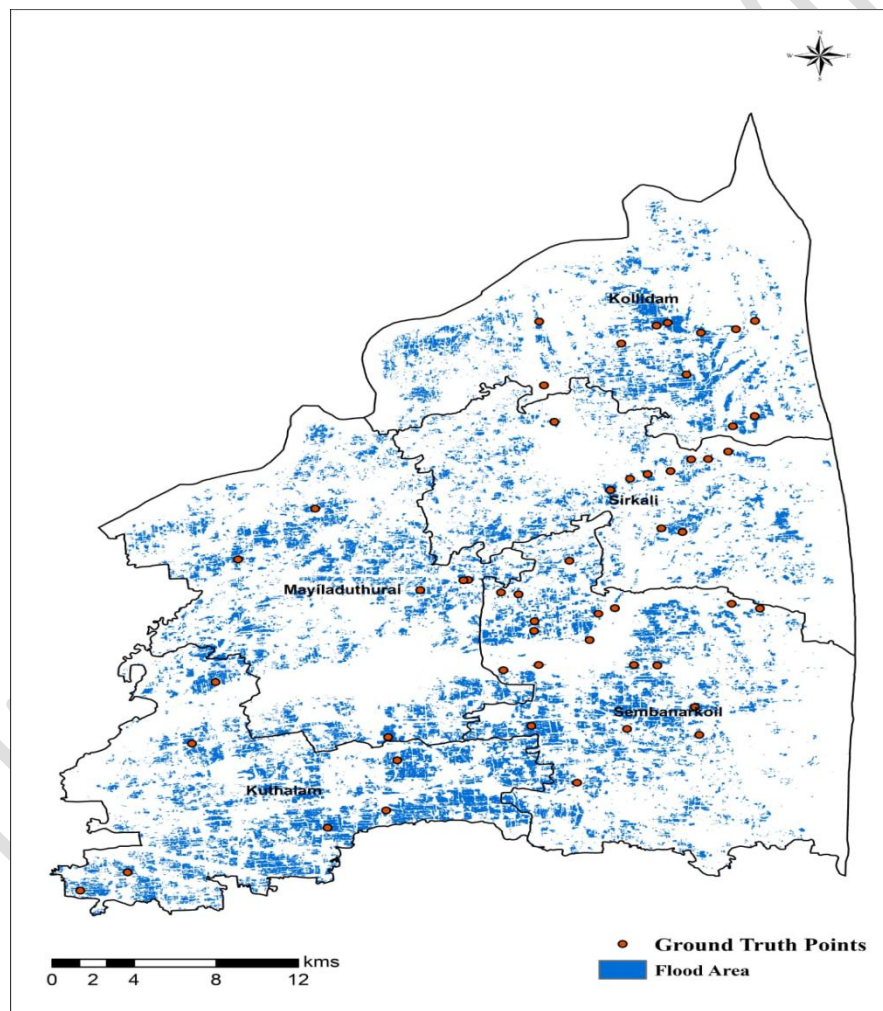 N
W E
S
Kollidam
Sirkali
Mayiladuthurai
Sembanarkoil
Kuthalam
kms
0 2 4 8 12
Ground Truth Points
Flood Area